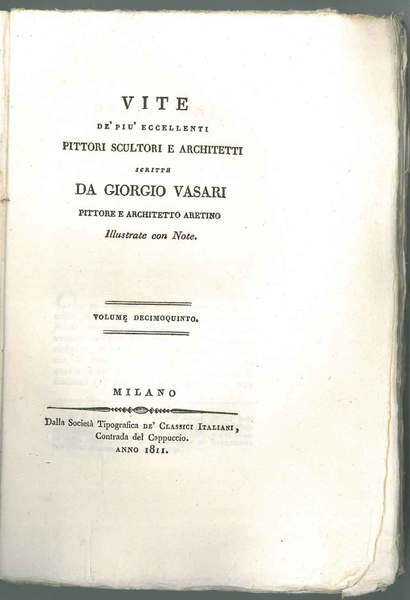 VITE
DE' PIU' ECCELLENTI
PITTORI SCULTORI E ARCHITETTI
SCRITTE
DA GIORGIO VASARI
PITTORE E ARCHITETTO ARETINO
Illustrate con Note.
VOLUME DECIMOQUINTO.
MILANO
Dalla Società Tipografica DE' CLASSICI ITALIANI,
Contrada del Cappuccio.
ANNO 1811.